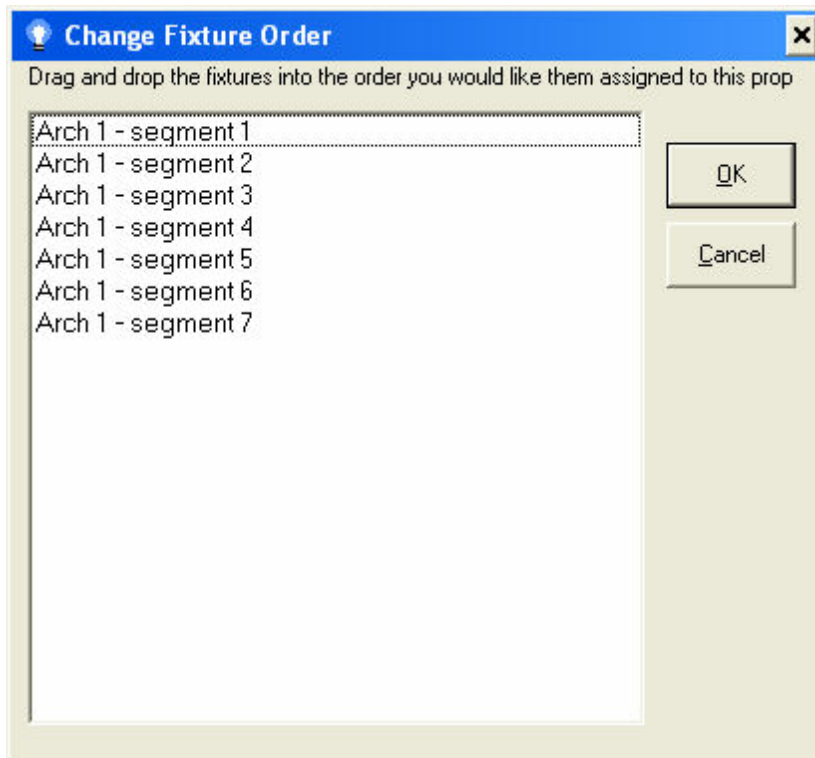 Change Fixture Order
Drag and drop the fixtures into the order you would like them assigned to this prop
Arch 1 - segment 1
Arch 1 - segment 2
Arch 1 - segment 3
Arch 1 - segment 4
Arch 1 - segment 5
Arch 1 - segment 6
Arch 1 - segment 7
OK
Cancel